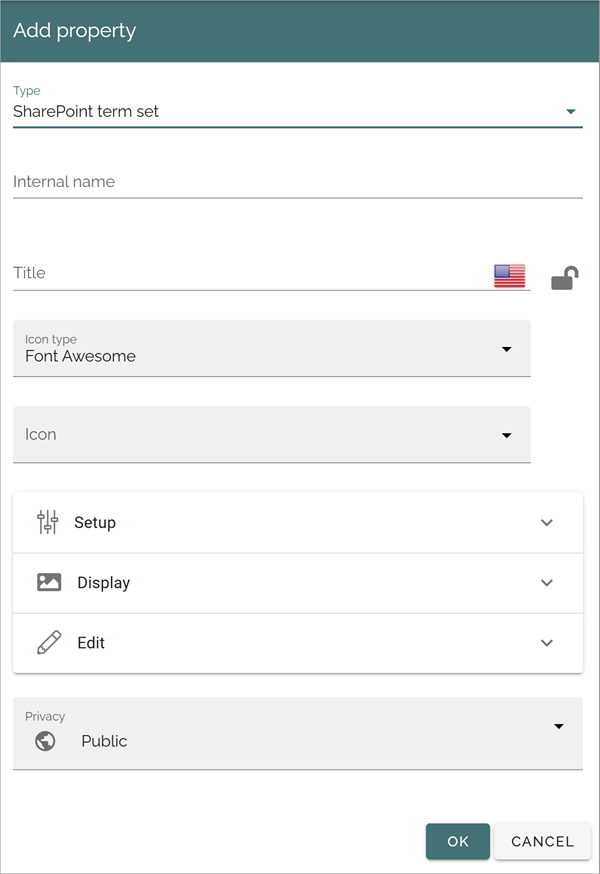 Add property
Type
SharePoint term set
Internal name
Title
Icon type
Font Awesome
Icon
Setup
Display
Edit
Privacy
Public
OK CANCEL